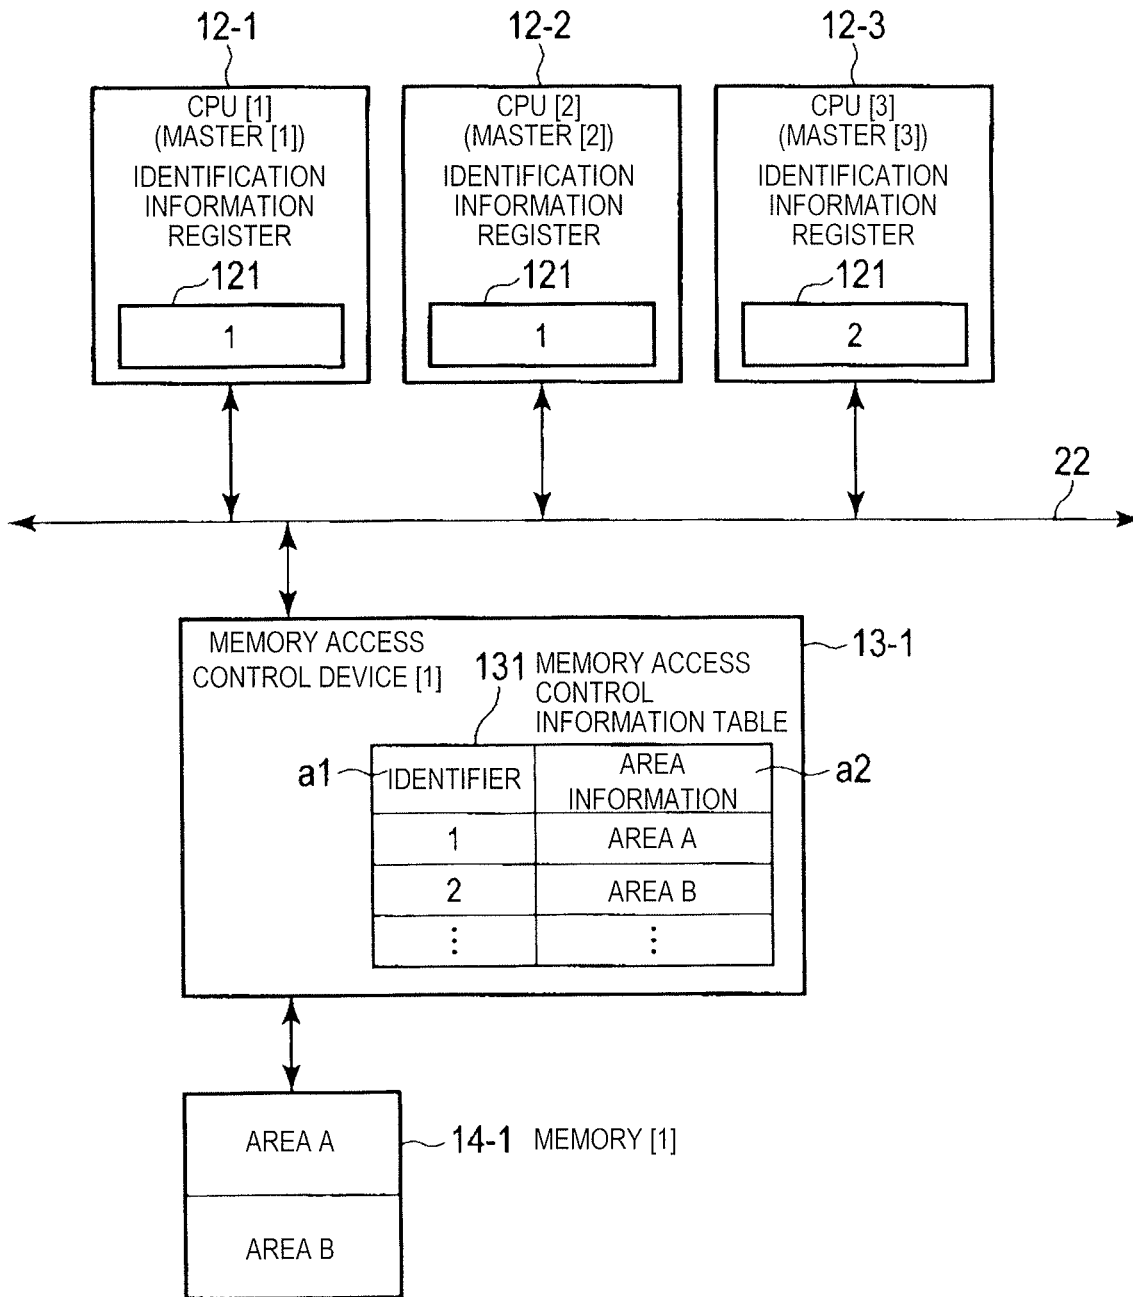 12-1
12-2
12-3
CPU [1]
(MASTER [1])
IDENTIFICATION
INFORMATION
REGISTER
121
1
CPU [2]
(MASTER [2])
IDENTIFICATION
INFORMATION
REGISTER
121
1
CPU [3]
(MASTER [3])
IDENTIFICATION
INFORMATION
REGISTER
121
2
22
MEMORY ACCESS
CONTROL DEVICE [1]
13-1
131
MEMORY ACCESS
CONTROL
INFORMATION TABLE
a1
IDENTIFIER
AREA
INFORMATION
a2
1
AREA A
2
AREA B
⋮
⋮
AREA A
14-1
MEMORY [1]
AREA B